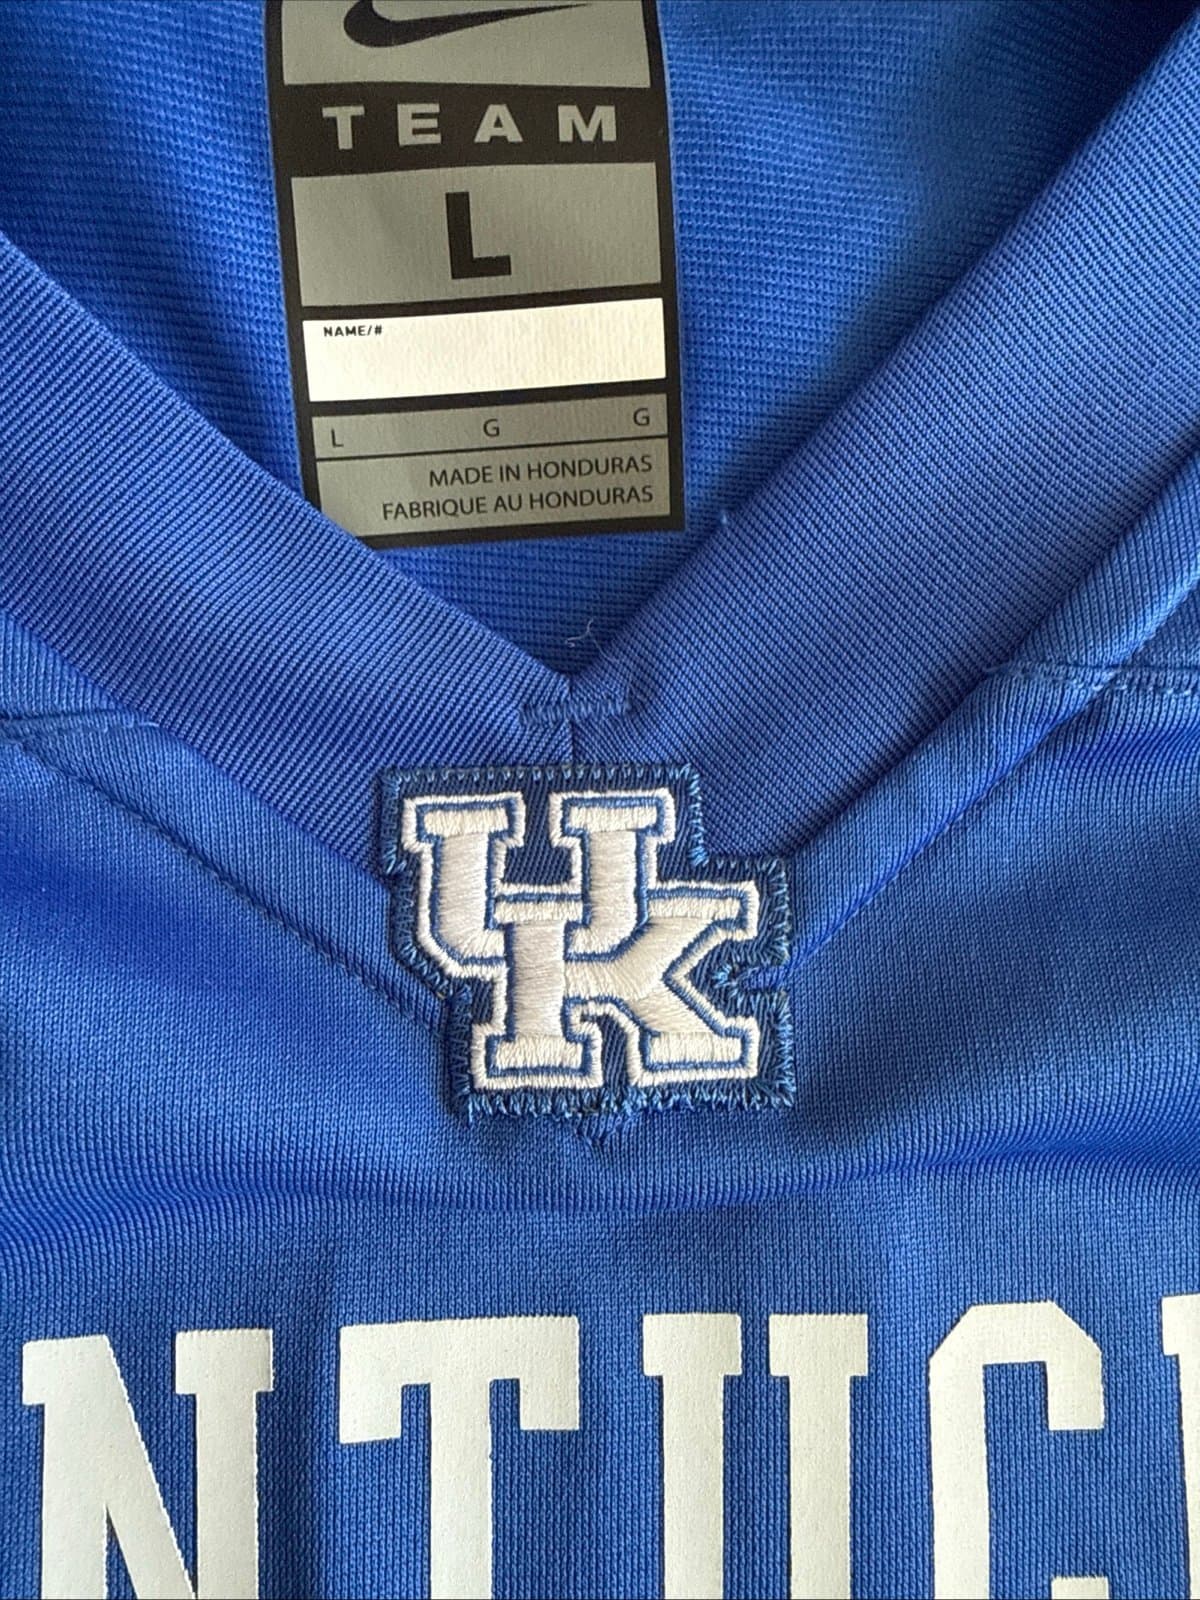 TEAM
L
NAME/#
L G G
MADE IN HONDURAS
FABRIQUE AU HONDURAS
UK
NTUC